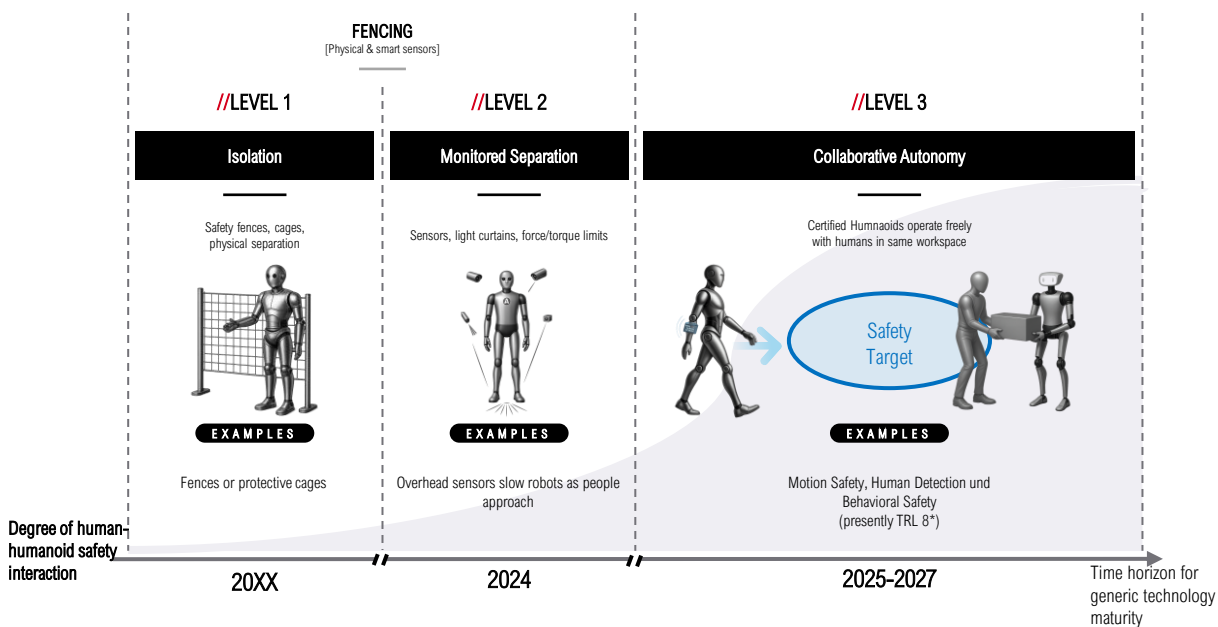 FENCING
[Physical & smart sensors]
//LEVEL 1
//LEVEL 2
//LEVEL 3
Isolation
Monitored Separation
Collaborative Autonomy
Safety fences, cages,
physical separation
Sensors, light curtains, force/torque limits
Certified Humnaoids operate freely
with humans in same workspace
A
Safety
Target
EXAMPLES
EXAMPLES
EXAMPLES
Fences or protective cages
Overhead sensors slow robots as people
approach
Motion Safety, Human Detection und
Behavioral Safety
(presently TRL 8*)
Degree of human-
humanoid safety
interaction
20XX
2024
2025-2027
Time horizon for
generic technology
maturity